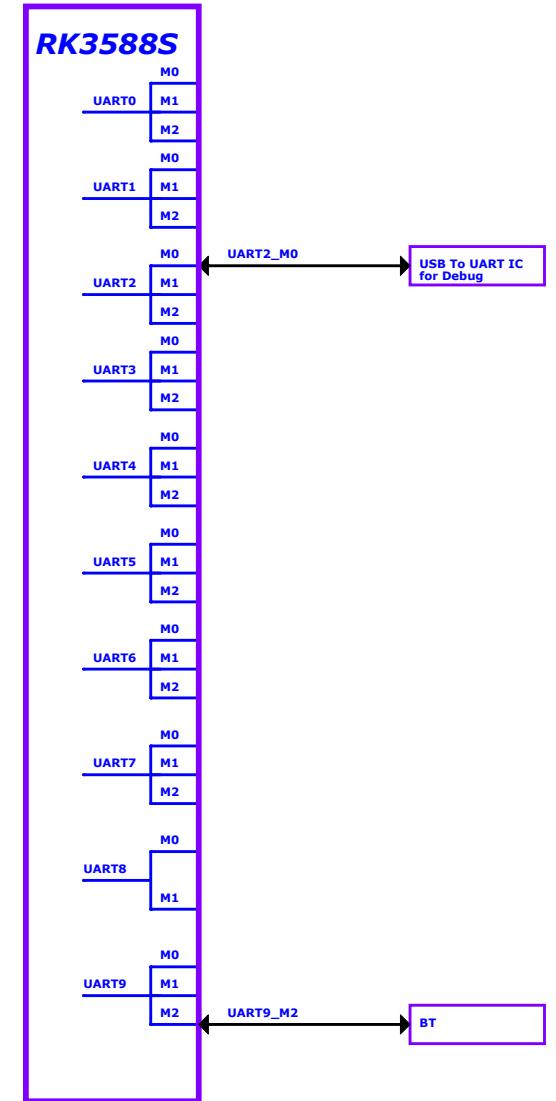 RK3588S
M0
UART0 M1
M2
M0
UART1 M1
M2
M0 UART2_M0
USB To UART IC
for Debug
UART2 M1
M2
M0
UART3 M1
M2
M0
UART4 M1
M2
M0
UART5 M1
M2
M0
UART6 M1
M2
M0
UART7 M1
M2
M0
UART8
M1
M0
UART9 M1
M2 UART9_M2
BT